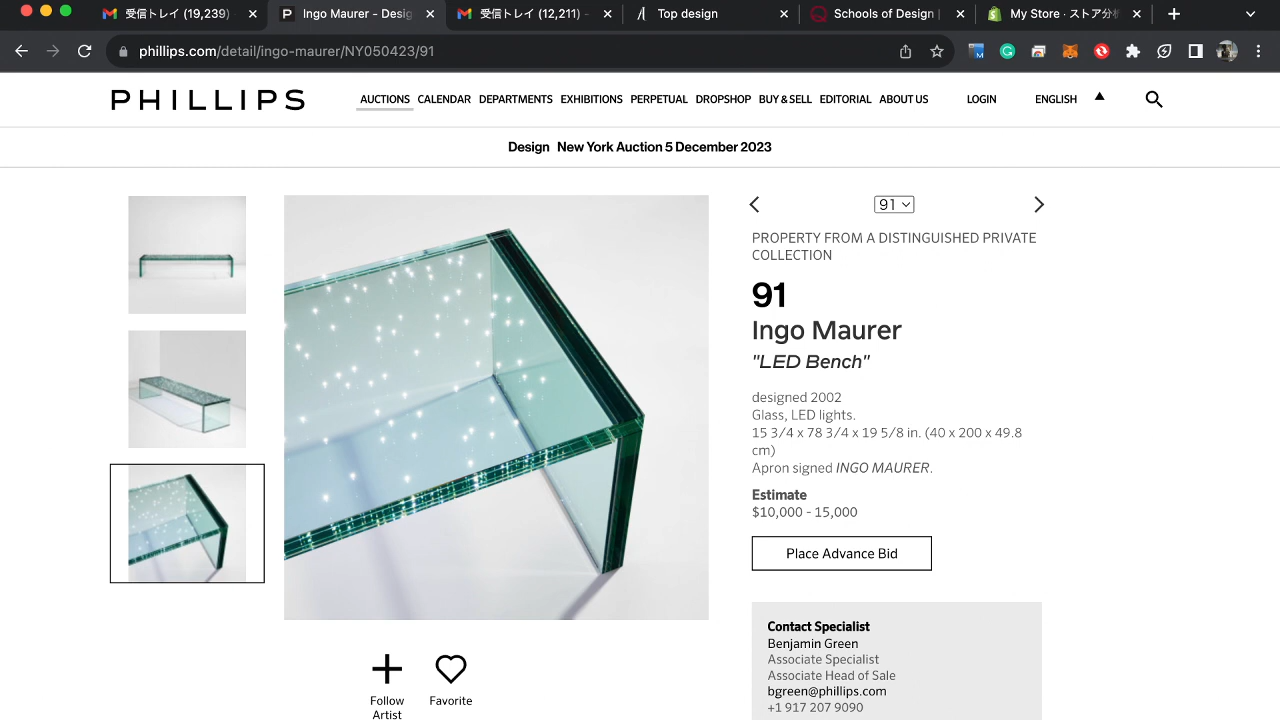 受信トレイ (19,239)
Ingo Maurer - Desig
受信トレイ (12,211) -
Top design
Schools of Design |
My Store · ストア分析
phillips.com/detail/ingo-maurer/NY050423/91
PHILLIPS
AUCTIONS CALENDAR DEPARTMENTS EXHIBITIONS PERPETUAL DROPSHOP BUY & SELL EDITORIAL ABOUT US LOGIN ENGLISH
Design New York Auction 5 December 2023
91
PROPERTY FROM A DISTINGUISHED PRIVATE
COLLECTION
91
Ingo Maurer
"LED Bench"
designed 2002
Glass, LED lights.
15 3/4 x 78 3/4 x 19 5/8 in. (40 x 200 x 49.8
cm)
Apron signed INGO MAURER.
Estimate
$10,000 - 15,000
Place Advance Bid
Contact Specialist
Benjamin Green
Associate Specialist
Associate Head of Sale
bgreen@phillips.com
+1 917 207 9090
Follow
Artist
Favorite